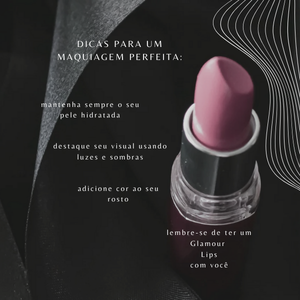 DICAS PARA UM
MAQUIAGEM PERFEITA:
mantenha sempre o seu
pele hidratada
destaque seu visual usando
luzes e sombras
adicione cor ao seu
rosto
lembre-se de ter um
Glamour
Lips
com você